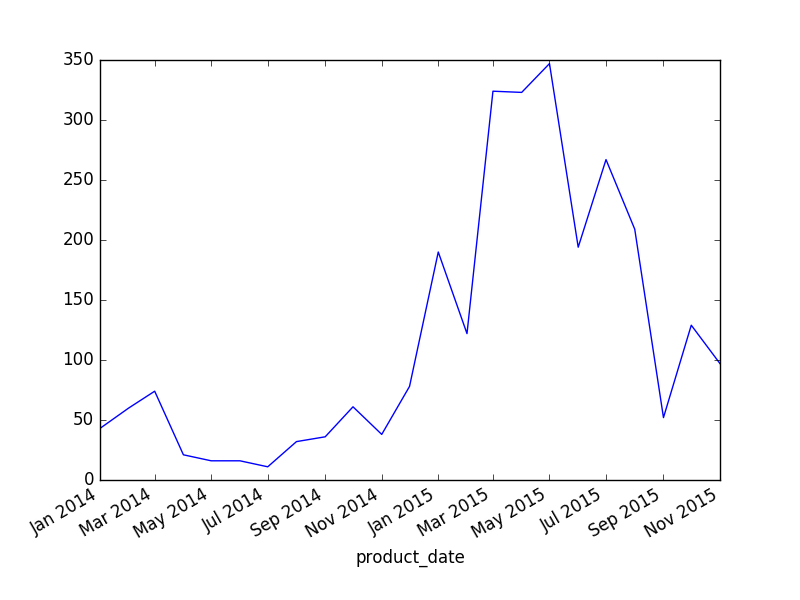 350
300
250
200
150
100
50
0
Jan 2014
Mar 2014
May 2014
Jul 2014
Sep 2014
Nov 2014
Jan 2015
Mar 2015
May 2015
Jul 2015
Sep 2015
Nov 2015
product_date